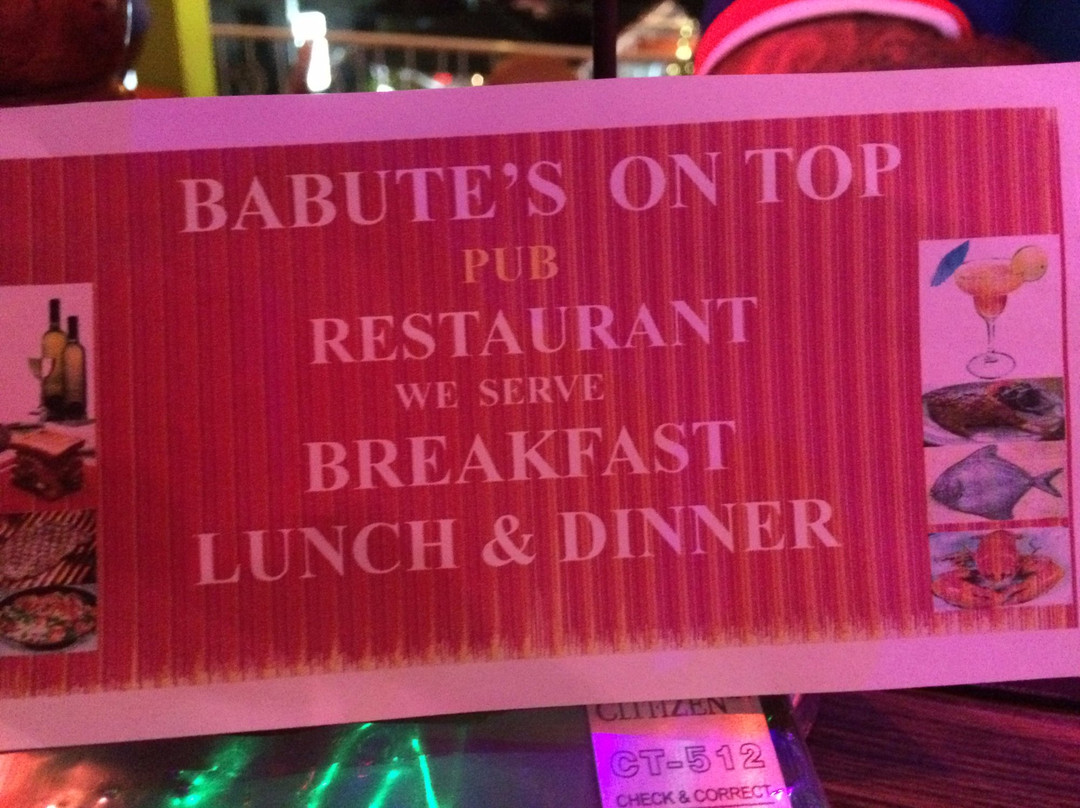 BABUTE'S ON TOP
PUB
RESTAURANT
WE SERVE
BREAKFAST
LUNCH & DINNER
CITIZEN
CT-512
CHECK & CORRECT